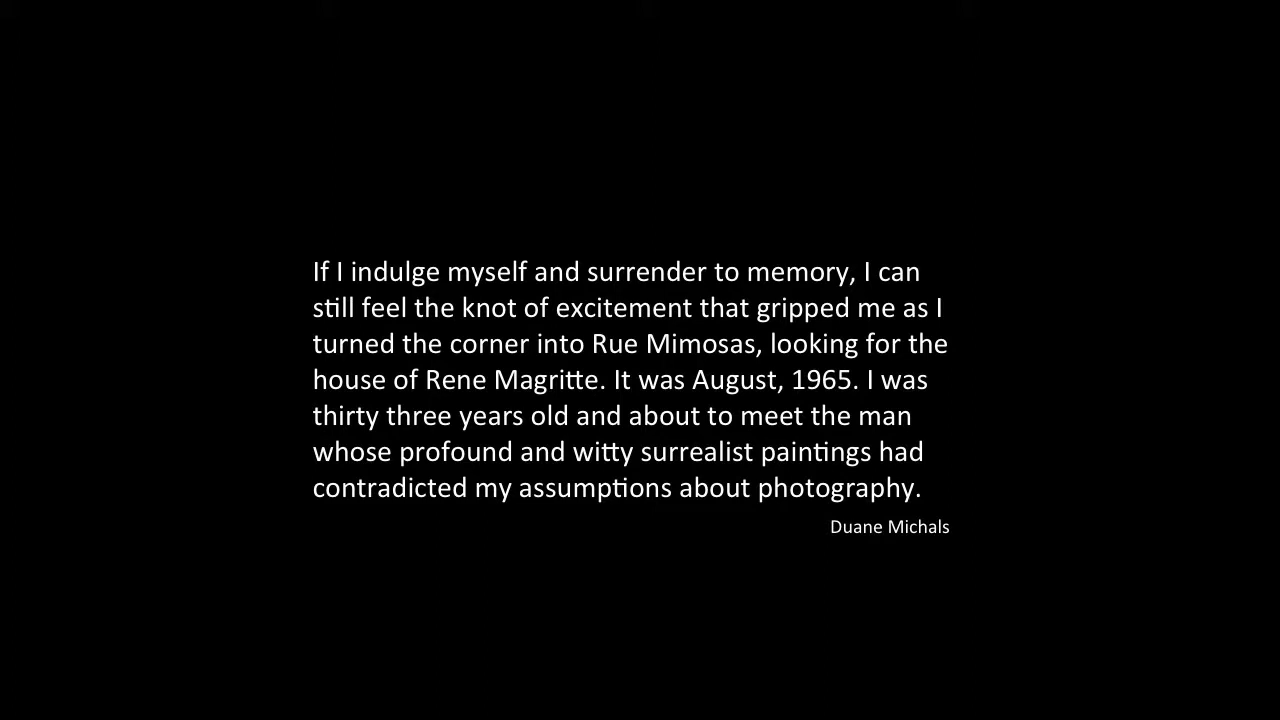 If I indulge myself and surrender to memory, I can
still feel the knot of excitement that gripped me as I
turned the corner into Rue Mimosas, looking for the
house of Rene Magritte. It was August, 1965. I was
thirty three years old and about to meet the man
whose profound and witty surrealist paintings had
contradicted my assumptions about photography.
Duane Michals